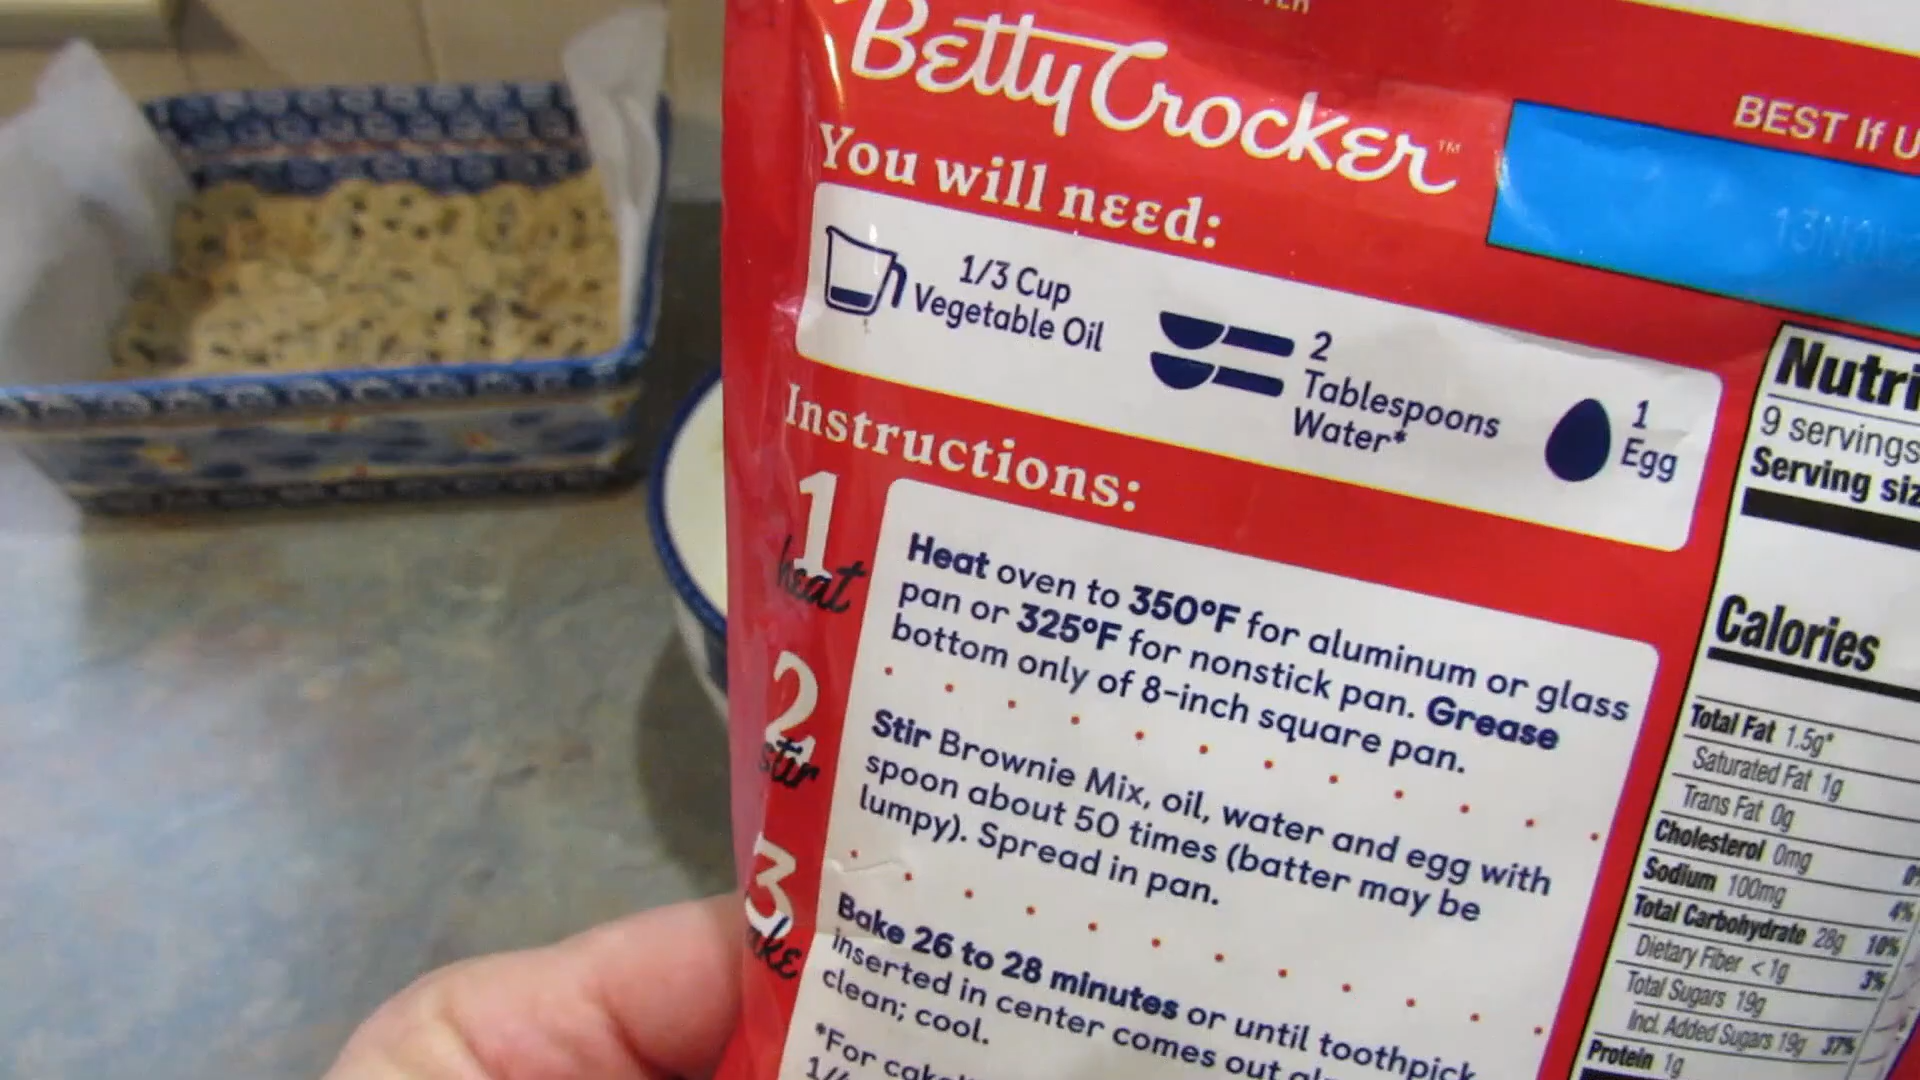 Betty Crocker™
BEST If U
You will need:
1/3 Cup
Vegetable Oil
2
Tablespoons
Water*
1
Egg
Instructions:
1
heat
Heat oven to 350°F for aluminum or glass
pan or 325°F for nonstick pan. Grease
bottom only of 8-inch square pan.
2
stir
Stir Brownie Mix, oil, water and egg with
spoon about 50 times (batter may be
lumpy). Spread in pan.
3
Bake 26 to 28 minutes or until toothpick
inserted in center comes out
clean; cool.
*For
Nutri
9 servings
Serving siz
Calories
Total Fat 1.5g*
Saturated Fat 1g
Trans Fat 0g
Cholesterol 0mg
Sodium 100mg 4%
Total Carbohydrate 28g 10%
Dietary Fiber <1g 3%
Total Sugars 19g
Incl. Added Sugars 19g 37%
Protein 1g